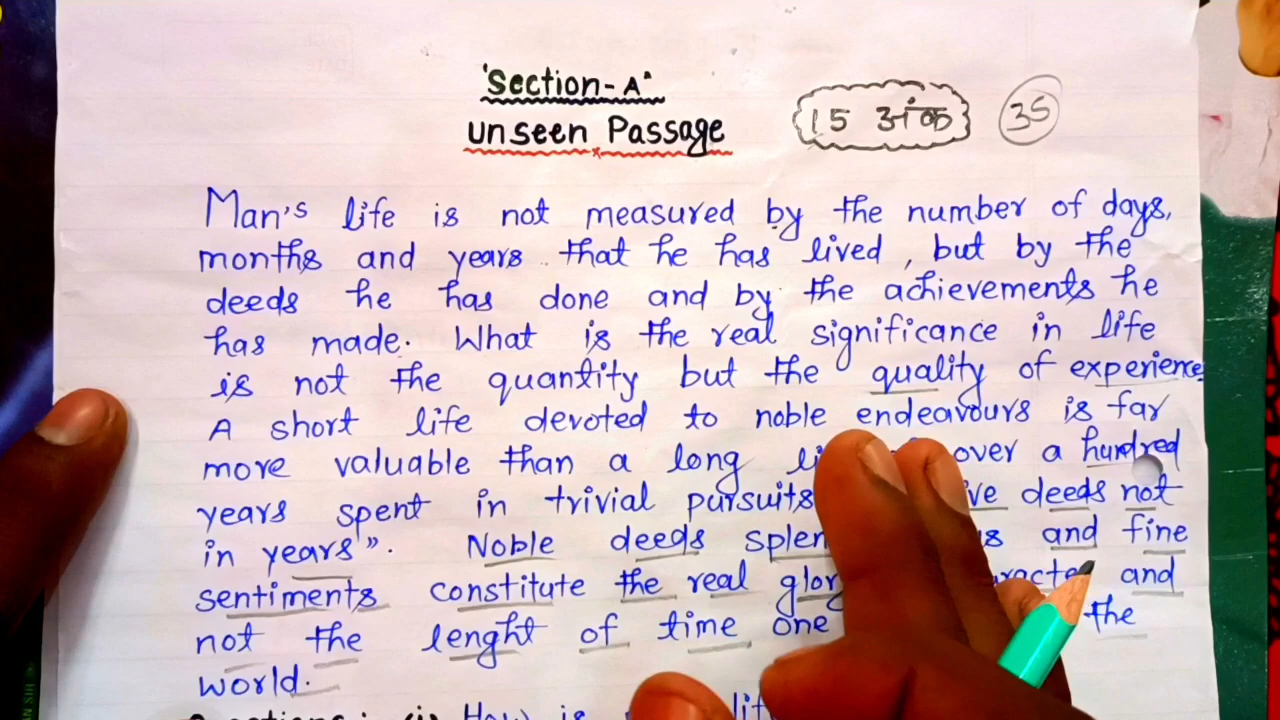 'Section-A'
Unseen Passage
15 अंक
35
Man's life is not measured by the number of days,
months and years that he has lived, but by the
deeds he has done and by the achievements he
has made. What is the real significance in life
is not the quantity but the quality of experience
A short life devoted to noble endeavours is far
more valuable than a long over a hundred
years spent in trivial pursuits deeds not
in years". Noble deeds and fine
sentiments constitute the real and
not the lenght of time one the
world.